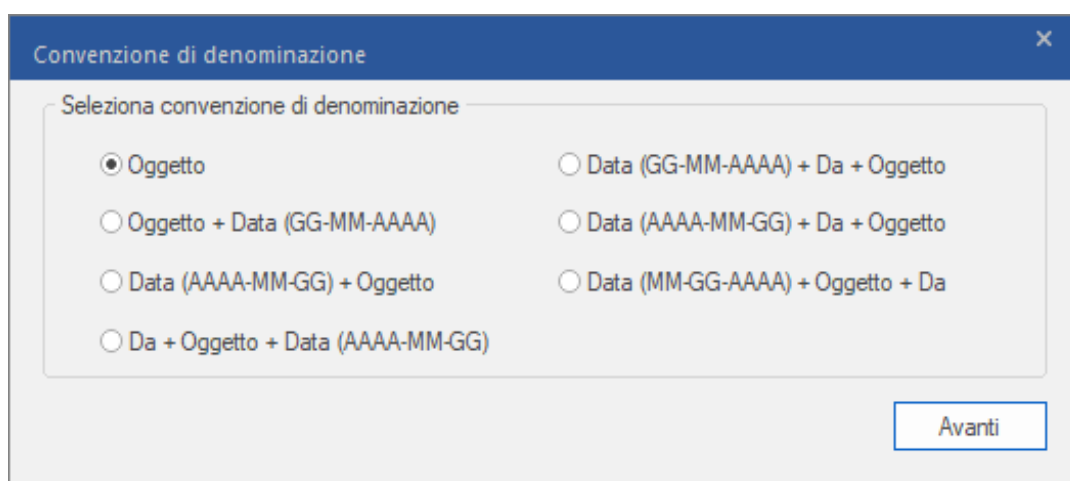 Convenzione di denominazione
Seleziona convenzione di denominazione
Oggetto
Data (GG-MM-AAAA) + Da + Oggetto
Oggetto + Data (GG-MM-AAAA)
Data (AAAA-MM-GG) + Da + Oggetto
Data (AAAA-MM-GG) + Oggetto
Data (MM-GG-AAAA) + Oggetto + Da
Da + Oggetto + Data (AAAA-MM-GG)
Avanti